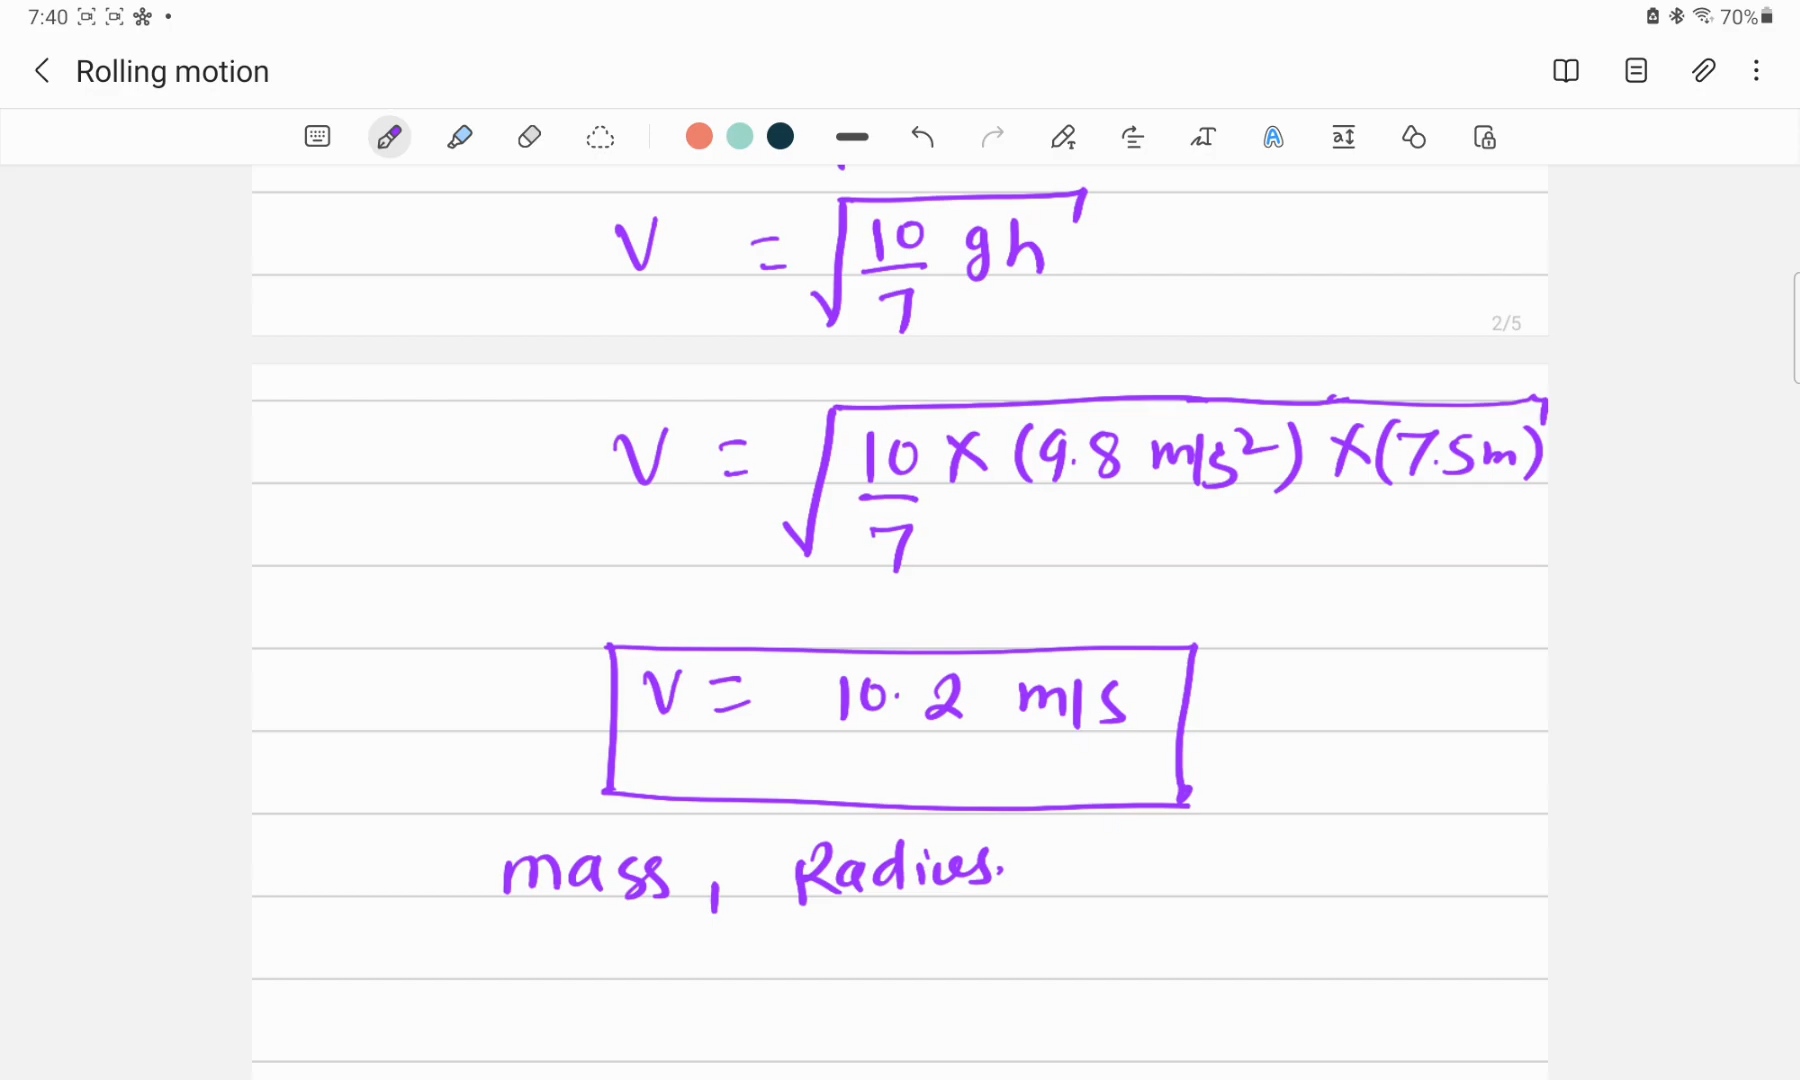 7:40 70%
Rolling motion
V = √(10/7 gh)
2/5
V = √(10/7 × (9.8 m/s²) × (7.5m))
V = 10.2 m/s
mass, Radius.